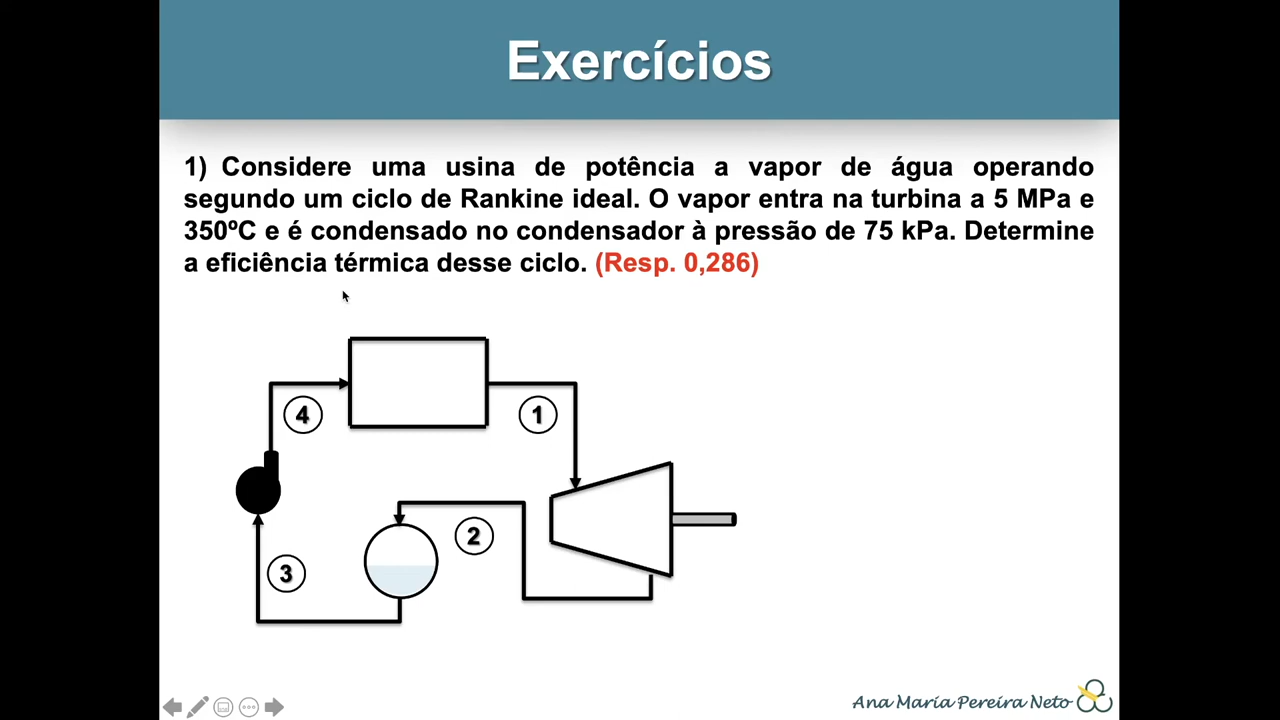 Exercícios
1) Considere uma usina de potência a vapor de água operando
segundo um ciclo de Rankine ideal. O vapor entra na turbina a 5 MPa e
350ºC e é condensado no condensador à pressão de 75 kPa. Determine
a eficiência térmica desse ciclo. (Resp. 0,286)
4
1
2
3
Ana Maria Pereira Neto